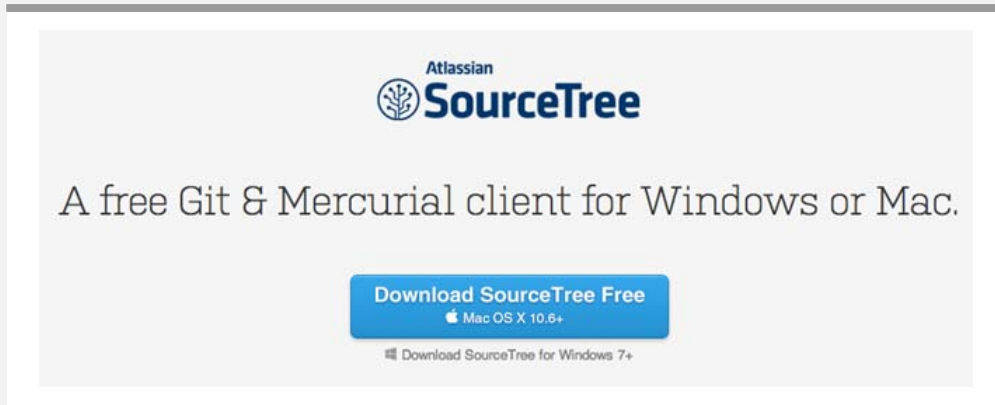 Atlassian
SourceTree
A free Git & Mercurial client for Windows or Mac.
Download SourceTree Free
Mac OS X 10.6+
Download SourceTree for Windows 7+